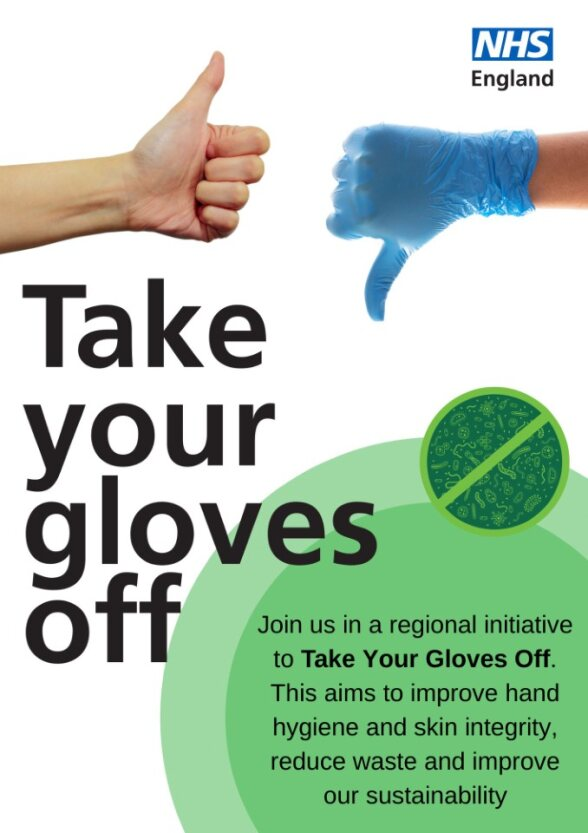 NHS
England
Take
your
gloves
off
Join us in a regional initiative
to Take Your Gloves Off.
This aims to improve hand
hygiene and skin integrity,
reduce waste and improve
our sustainability